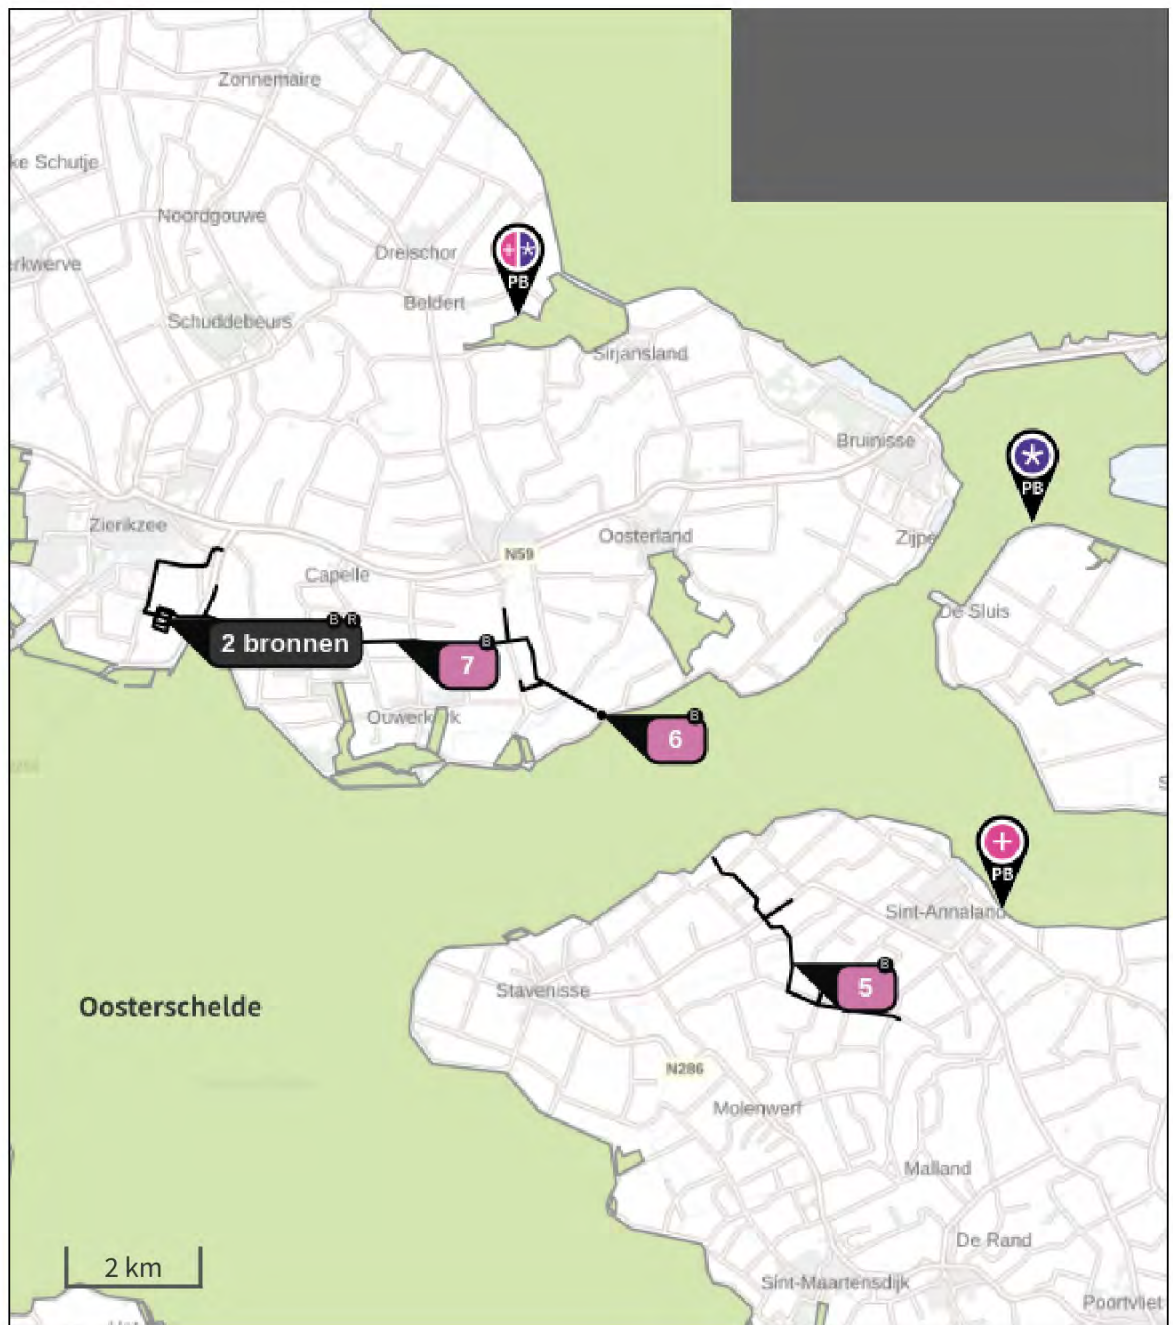 Zonnemaire
ke Schutje
Noordgouwe
Dreischor
erkwerve
+ *
PB
Beldert
Schuddebeurs
Sirjansland
Bruinisse
*
PB
Zierikzee
Oosterland
Zijpe
N59
Capelle
De Sluis
B R
2 bronnen
B
7
Ouwerk k
B
6
+
PB
Sint-Annaland
B
5
Stavenisse
Oosterschelde
N286
Molenwerf
Malland
De Rand
2 km
Sint-Maartensdijk
Poortvliet